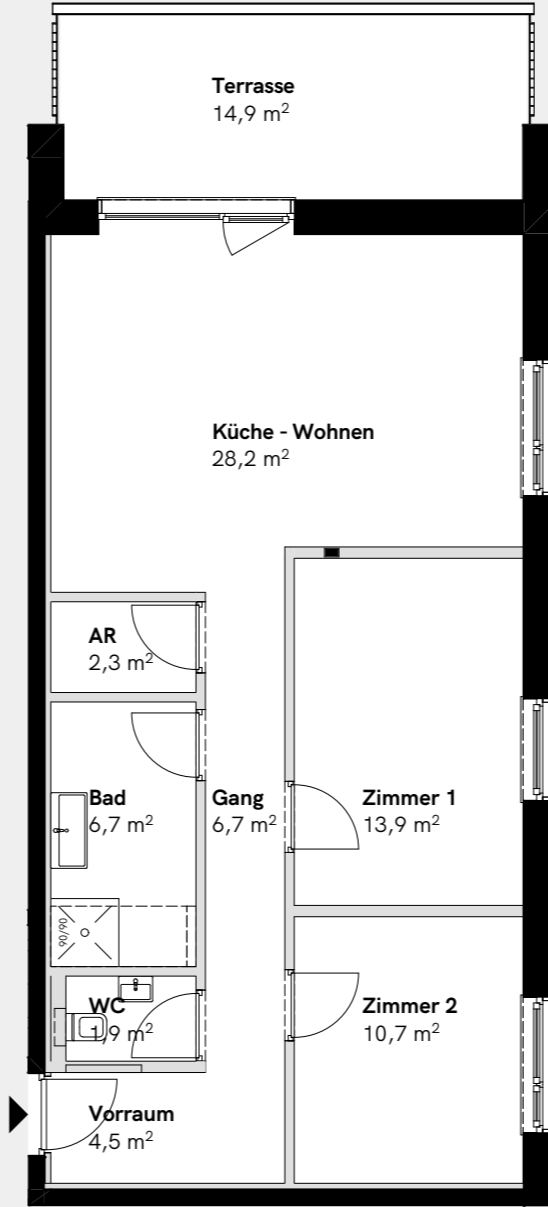 Terrasse
14,9 m²
Küche - Wohnen
28,2 m²
AR
2,3 m²
Bad
6,7 m²
Gang
6,7 m²
Zimmer 1
13,9 m²
90/90
WC
1,9 m²
Zimmer 2
10,7 m²
Vorraum
4,5 m²